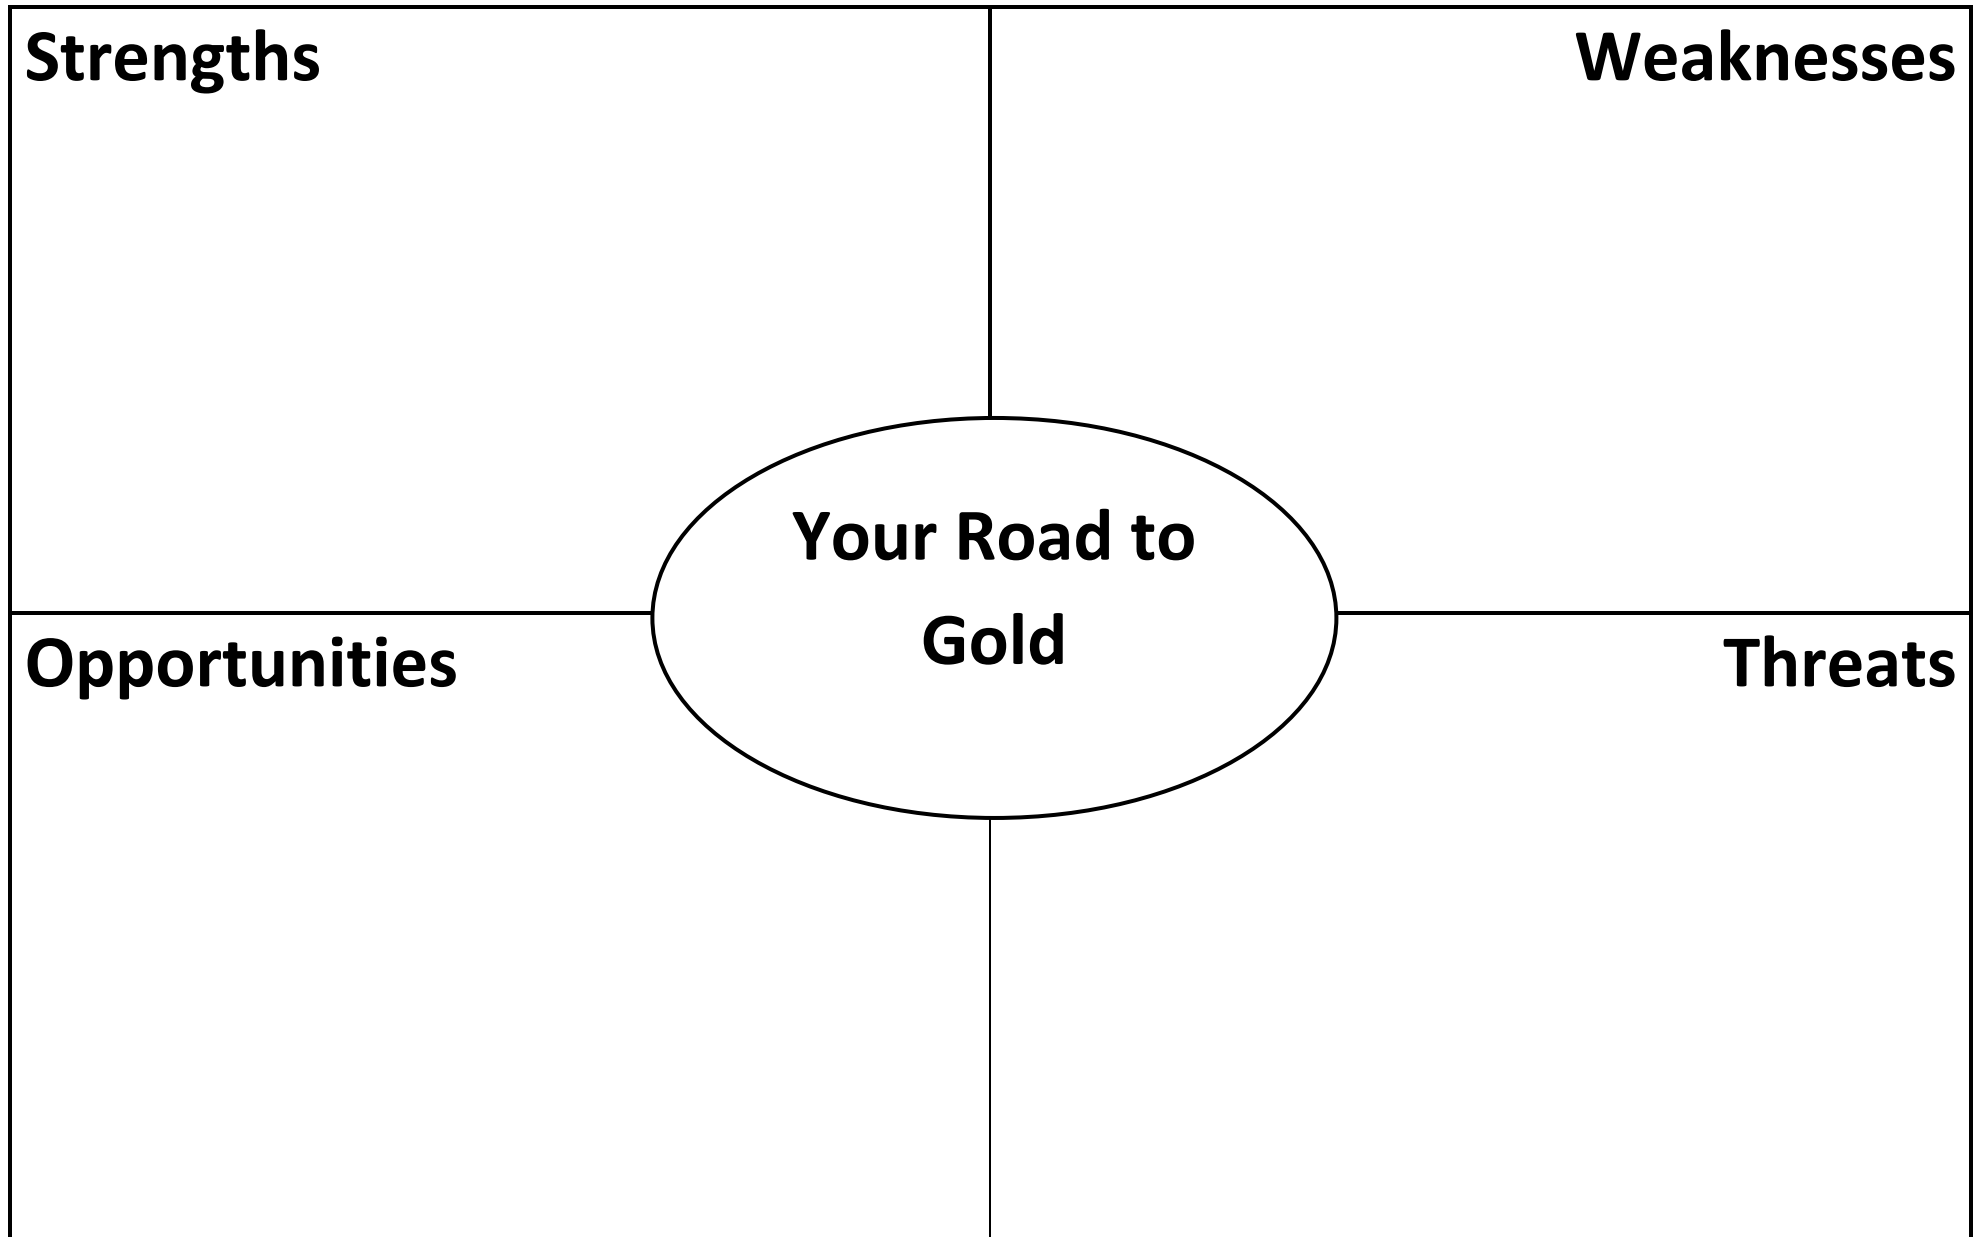 Strengths
Weaknesses
Your Road to
Gold
Opportunities
Threats